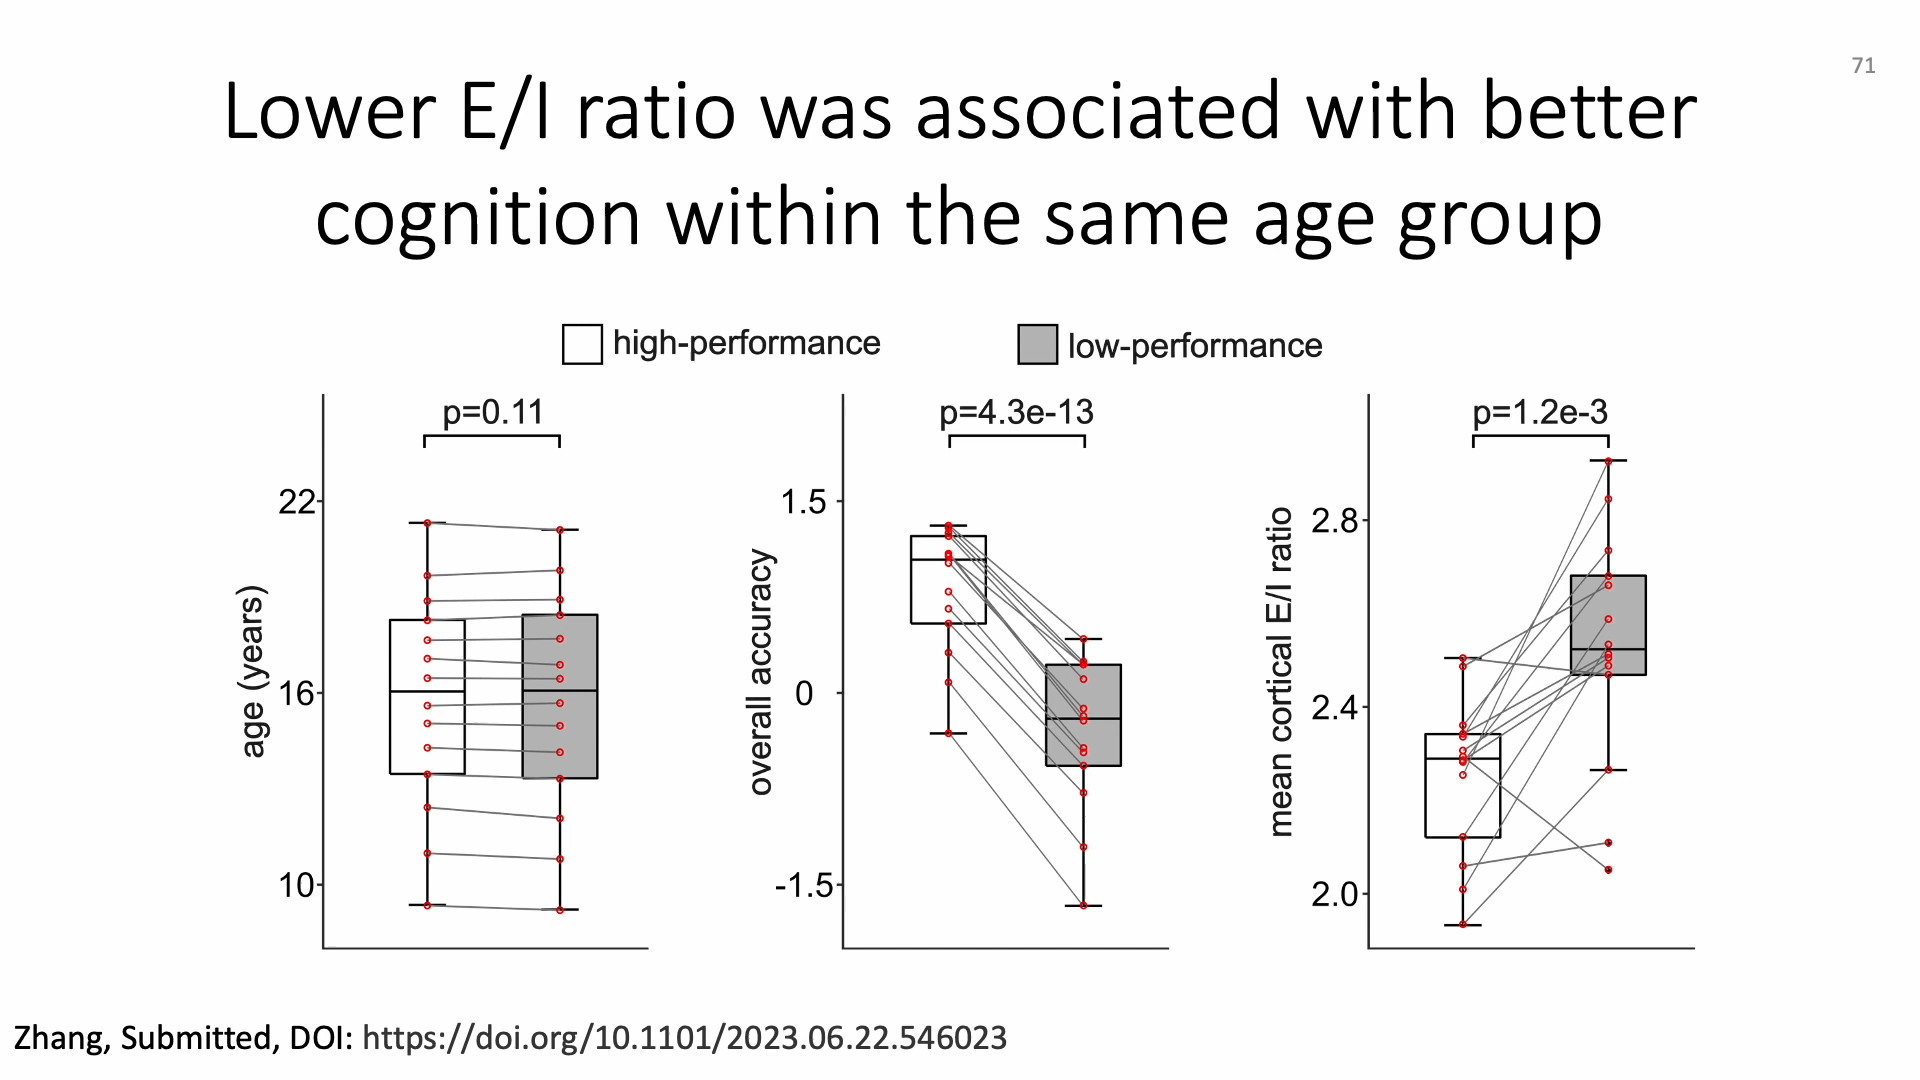 71
Lower E/I ratio was associated with better
cognition within the same age group
high-performance
low-performance
p=0.11
22
16
10
age (years)
p=4.3e-13
1.5
0
-1.5
overall accuracy
p=1.2e-3
2.8
2.4
2.0
mean cortical E/I ratio
Zhang, Submitted, DOI: https://doi.org/10.1101/2023.06.22.546023